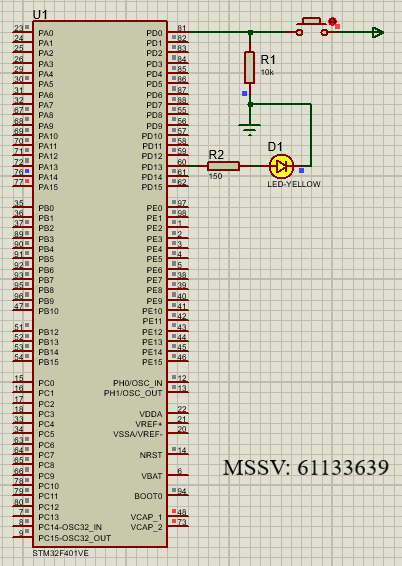 U1
23 PA0 PD0 81
24 PA1 PD1 82
25 PA2 PD2 83
26 PA3 PD3 84
29 PA4 PD4 85
30 PA5 PD5 86
31 PA6 PD6 87
32 PA7 PD7 88
67 PA8 PD8 55
68 PA9 PD9 56
69 PA10 PD10 57
70 PA11 PD11 58
71 PA12 PD12 59
72 PA13 PD13 60
76 PA14 PD14 61
77 PA15 PD15 62
R1
10k
R2
150
D1
LED-YELLOW
35 PB0 PE0 97
36 PB1 PE1 98
37 PB2 PE2 1
89 PB3 PE3 2
90 PB4 PE4 3
91 PB5 PE5 4
92 PB6 PE6 5
93 PB7 PE7 38
95 PB8 PE8 39
96 PB9 PE9 40
47 PB10 PE10 41
PE11 42
51 PB12 PE12 43
52 PB13 PE13 44
53 PB14 PE14 45
54 PB15 PE15 46
15 PC0 PH0/OSC_IN 12
16 PC1 PH1/OSC_OUT 13
17 PC2
18 PC3 VDDA 22
33 PC4 VREF+ 21
34 PC5 VSSA/VREF- 20
63 PC6
64 PC7 NRST 14
65 PC8
66 PC9 VBAT 6
78 PC10
79 PC11 BOOT0 94
80 PC12
7 PC13 VCAP_1 48
8 PC14-OSC32_IN VCAP_2 73
9 PC15-OSC32_OUT
STM32F401VE
MSSV: 61133639